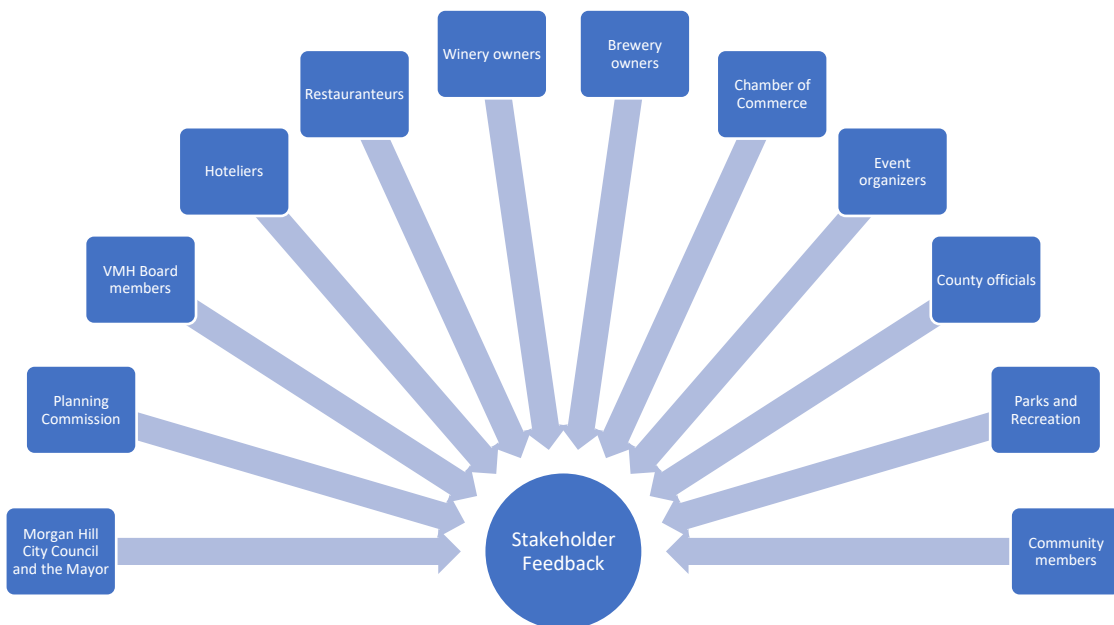 Morgan Hill
City Council
and the Mayor
Planning
Commission
VMH Board
members
Hoteliers
Restauranteurs
Winery owners
Brewery
owners
Chamber of
Commerce
Event
organizers
County officials
Parks and
Recreation
Community
members
Stakeholder
Feedback